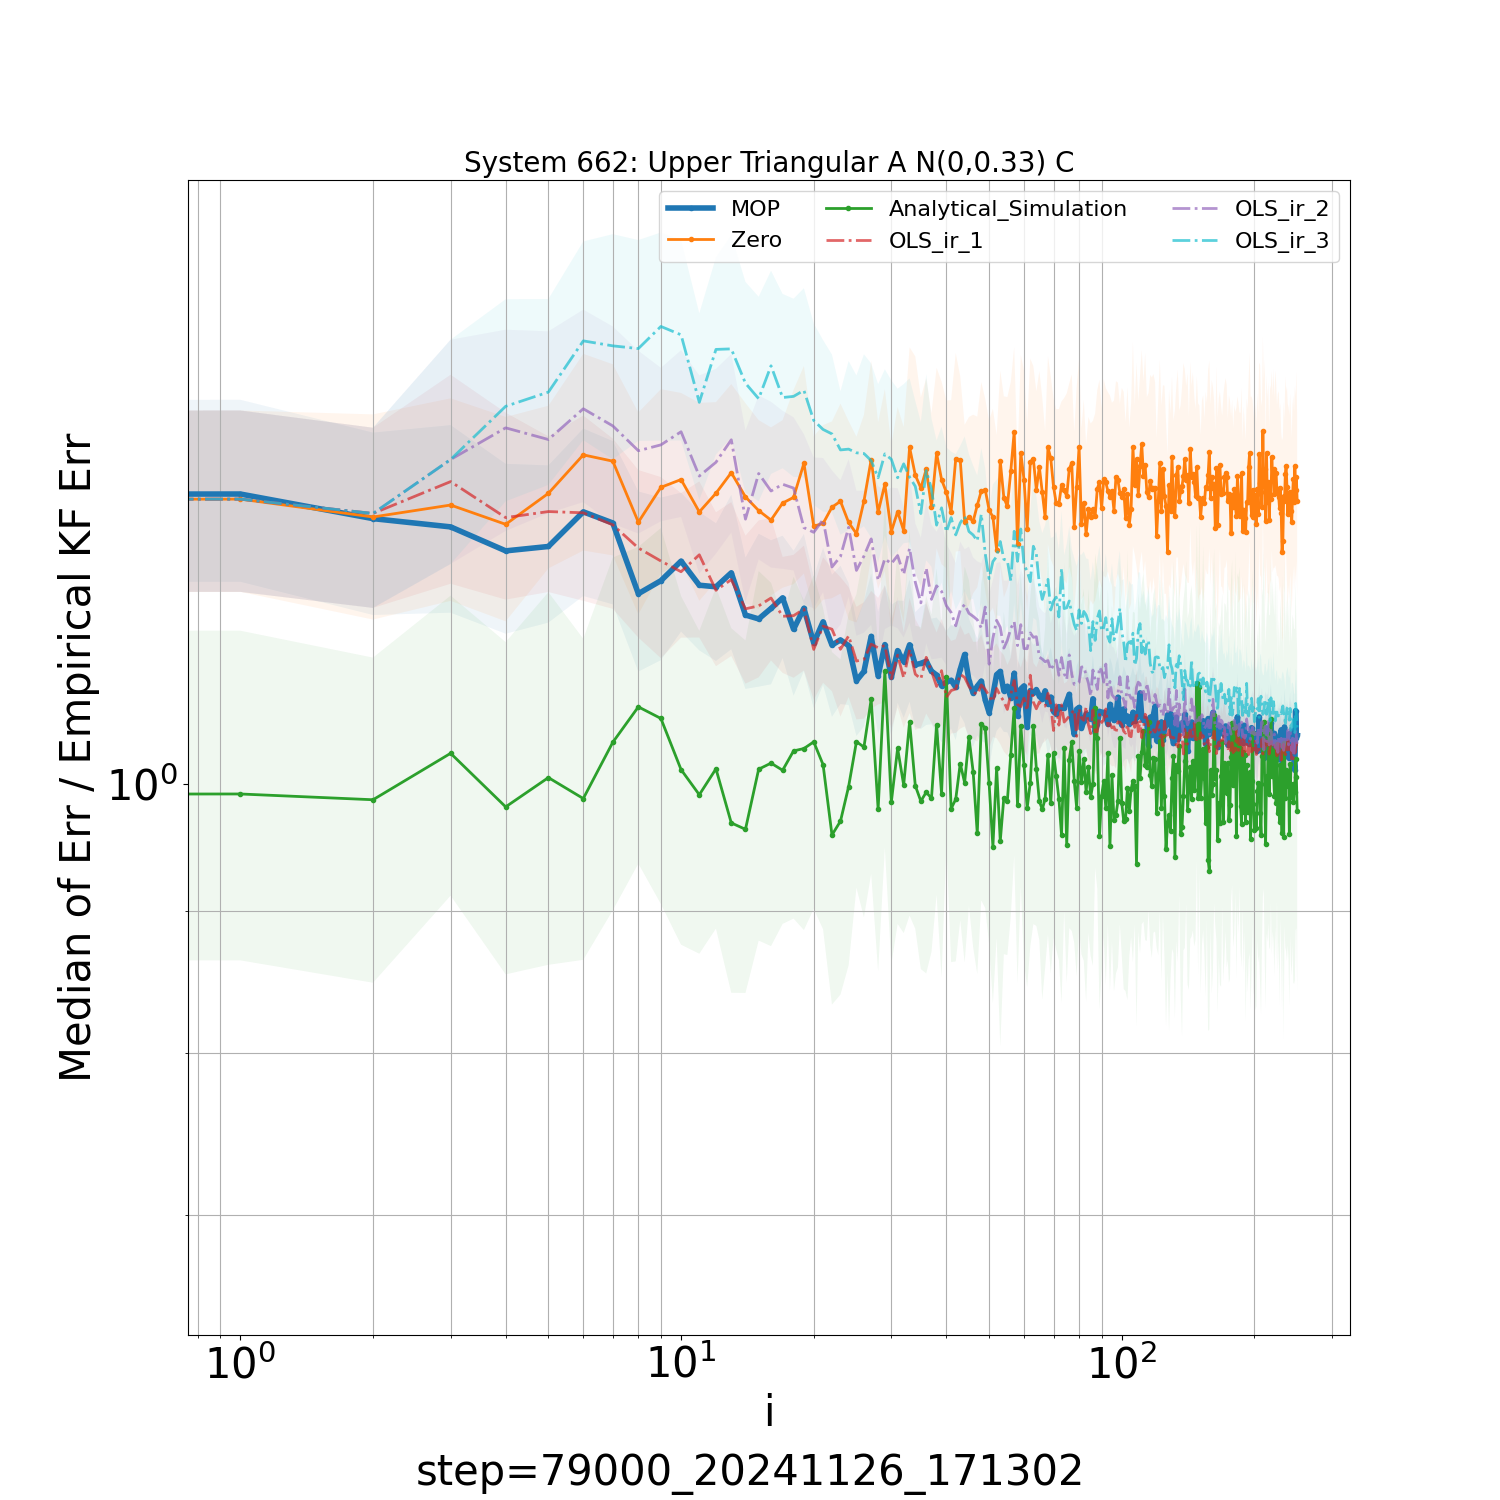 System 662: Upper Triangular A N(0,0.33) C
MOP
Zero
Analytical_Simulation
OLS_ir_1
OLS_ir_2
OLS_ir_3
Median of Err / Empirical KF Err
10⁰
10⁰ 10¹ 10²
i
step=79000_20241126_171302